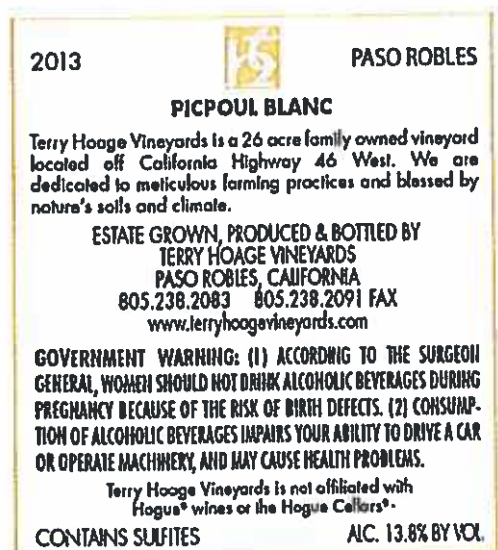 2013 PASO ROBLES
PICPOUL BLANC
Terry Hoage Vineyards is a 26 acre family owned vineyard
located off California Highway 46 West. We are
dedicated to meticulous farming practices and blessed by
nature's soils and climate.
ESTATE GROWN, PRODUCED & BOTTLED BY
TERRY HOAGE VINEYARDS
PASO ROBLES, CALIFORNIA
805.238.2083 805.238.2091 FAX
www.terryhoagevineyards.com
GOVERNMENT WARNING: (1) ACCORDING TO THE SURGEON
GENERAL, WOMEN SHOULD NOT DRINK ALCOHOLIC BEVERAGES DURING
PREGNANCY BECAUSE OF THE RISK OF BIRTH DEFECTS. (2) CONSUMP-
TION OF ALCOHOLIC BEVERAGES IMPAIRS YOUR ABILITY TO DRIVE A CAR
OR OPERATE MACHINERY, AND MAY CAUSE HEALTH PROBLEMS.
Terry Hoage Vineyards is not affiliated with
Hogue® wines or the Hogue Cellars®.
CONTAINS SULFITES ALC. 13.8% BY VOL.